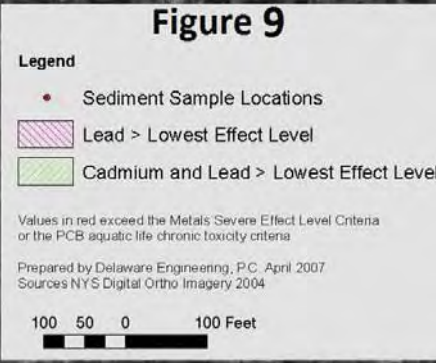 Figure 9
Legend
Sediment Sample Locations
Lead > Lowest Effect Level
Cadmium and Lead > Lowest Effect Level
Values in red exceed the Metals Severe Effect Level Criteria
or the PCB aquatic life chronic toxicity criteria
Prepared by Delaware Engineering, P.C. April 2007
Sources NYS Digital Ortho Imagery 2004
100 50 0 100 Feet